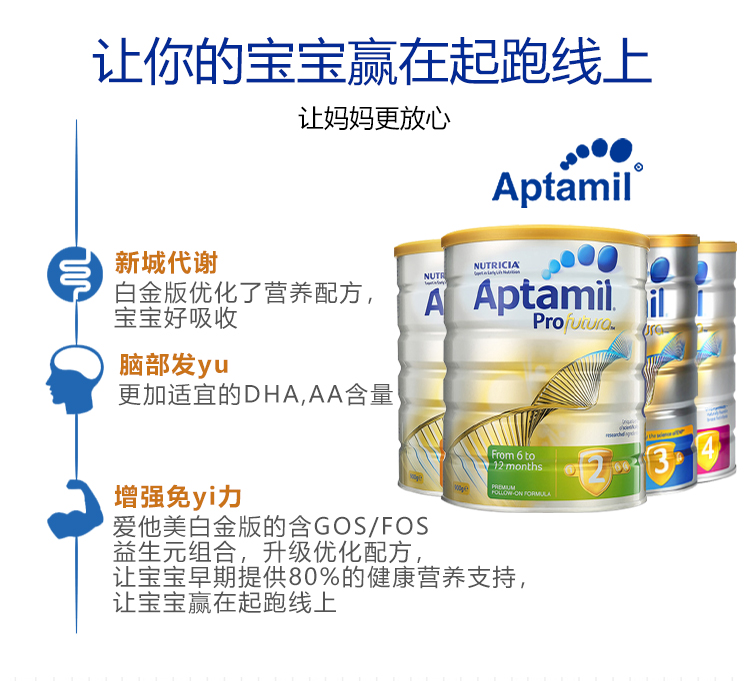 让你的宝宝赢在起跑线上
让妈妈更放心
Aptamil®
新城代谢
白金版优化了营养配方，
宝宝好吸收
脑部发yu
更加适宜的DHA,AA含量
增强免yi力
爱他美白金版的含GOS/FOS
益生元组合，升级优化配方，
让宝宝早期提供80%的健康营养支持，
让宝宝赢在起跑线上
NUTRICIA
Expert in Early Life Nutrition
Aptamil
Profutura
From 6 to
12 months
2
PREMIUM
FOLLOW-ON FORMULA
3
4